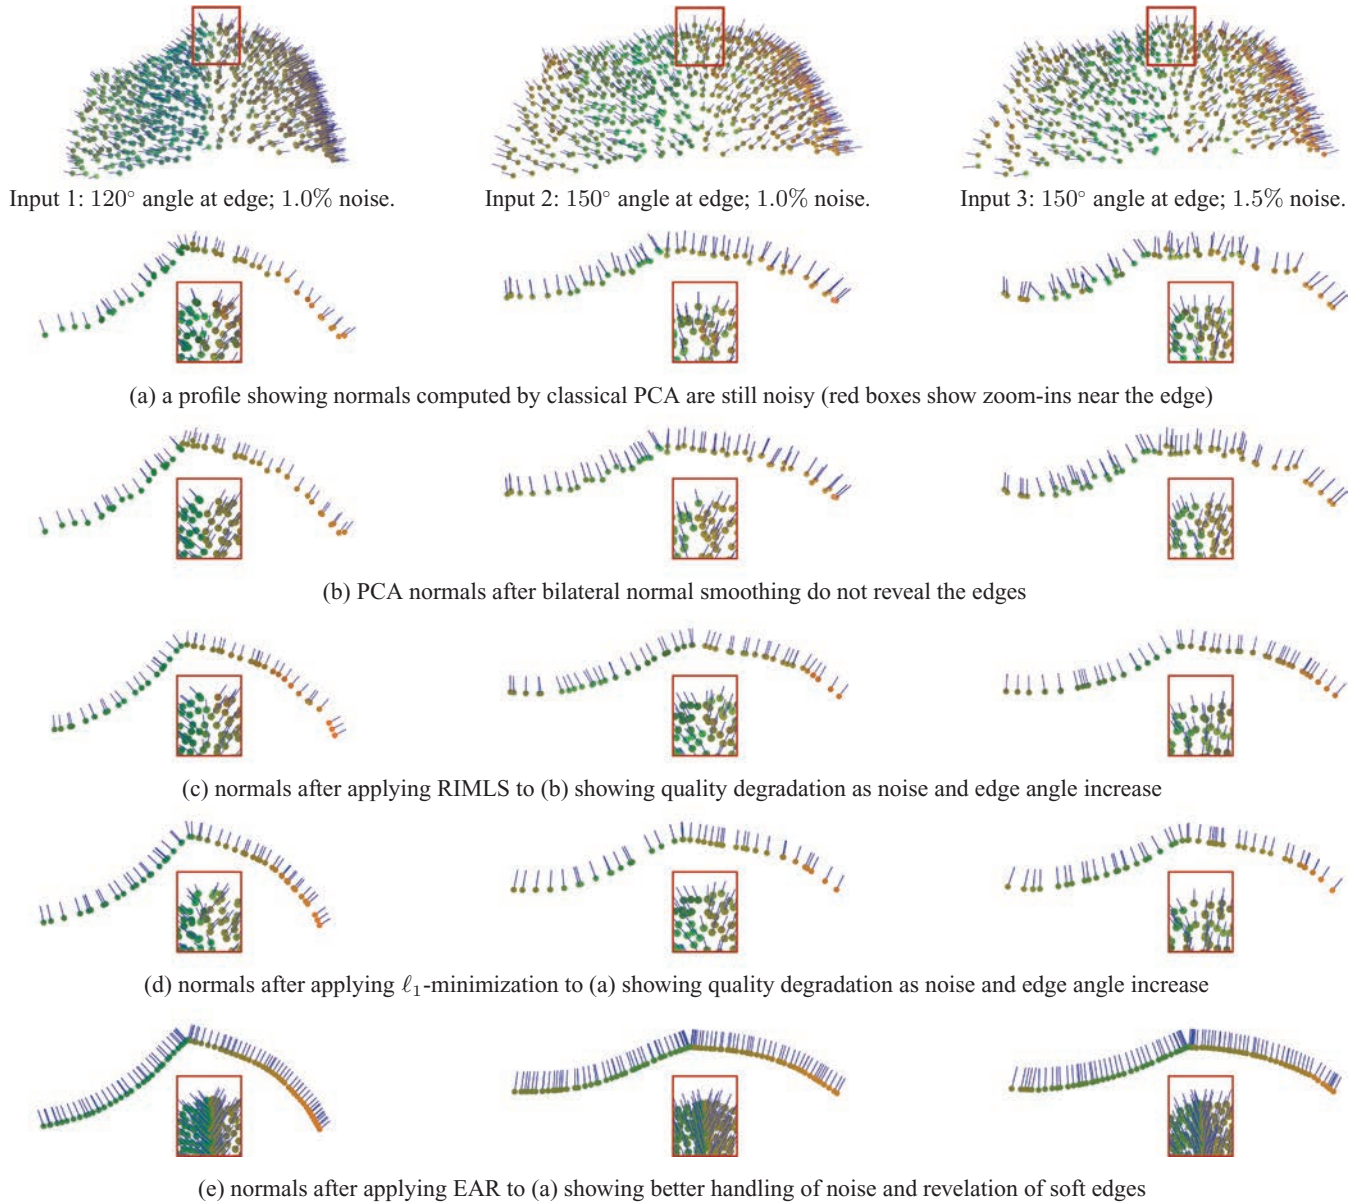 Input 1: 120° angle at edge; 1.0% noise.
Input 2: 150° angle at edge; 1.0% noise.
Input 3: 150° angle at edge; 1.5% noise.
(a) a profile showing normals computed by classical PCA are still noisy (red boxes show zoom-ins near the edge)
(b) PCA normals after bilateral normal smoothing do not reveal the edges
(c) normals after applying RIMLS to (b) showing quality degradation as noise and edge angle increase
(d) normals after applying ℓ₁-minimization to (a) showing quality degradation as noise and edge angle increase
(e) normals after applying EAR to (a) showing better handling of noise and revelation of soft edges